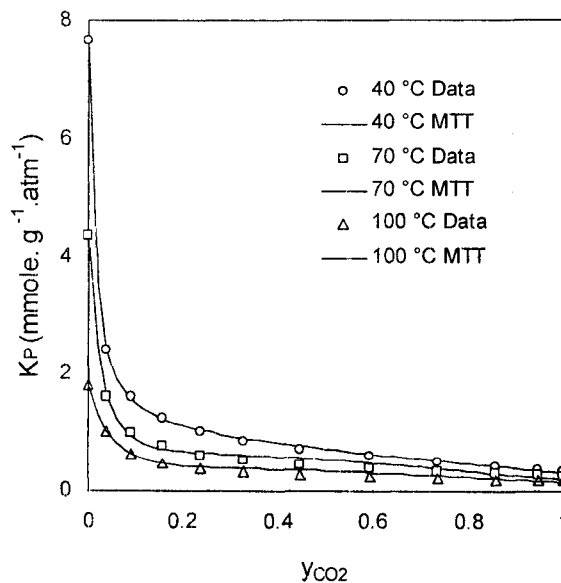 8
6
4
2
0
KP (mmole. g⁻¹.atm⁻¹)
40 °C Data
40 °C MTT
70 °C Data
70 °C MTT
100 °C Data
100 °C MTT
0 0.2 0.4 0.6 0.8 1
yCO2